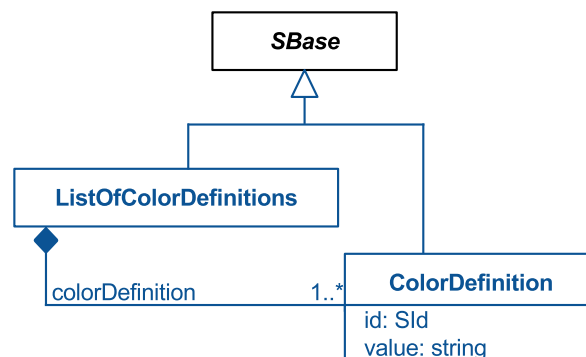 SBase
ListOfColorDefinitions
colorDefinition
1..*
ColorDefinition
id: SId
value: string